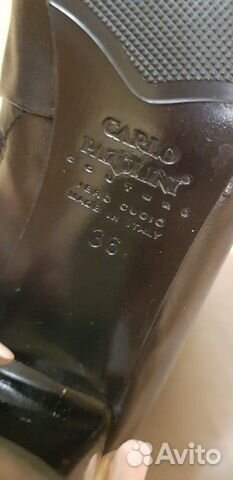 CARLO
PAZOLINI
COUTURE
VERO CUOIO
MADE IN ITALY
36
Avito